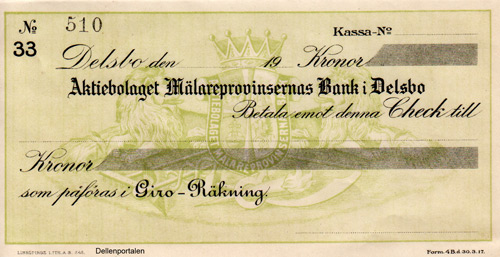 № 510 Kassa-№
33
Delsbo den 19 Kronor
Aktiebolaget Mälareprovinsernas Bank i Delsbo
Betala emot denna Check till
Kronor
som påföras i Giro-Räkning.
Dellenportalen Form. 4 B.d 30.3.17.